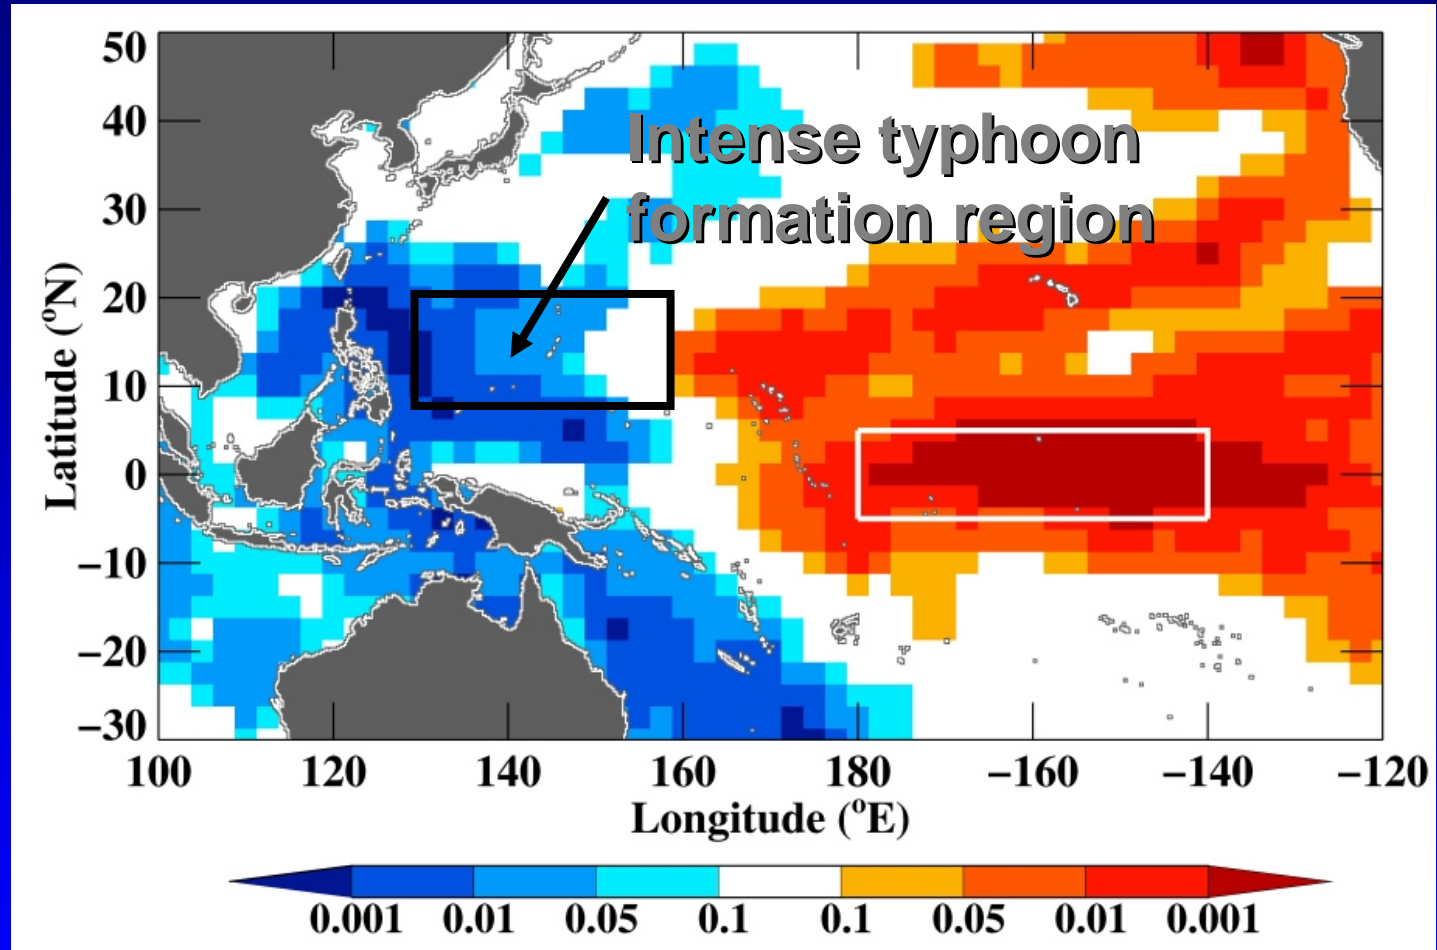 50
40
30
20
10
0
−10
−20
−30
Latitude (°N)
Intense typhoon
formation region
100 120 140 160 180 −160 −140 −120
Longitude (°E)
0.001 0.01 0.05 0.1 0.1 0.05 0.01 0.001